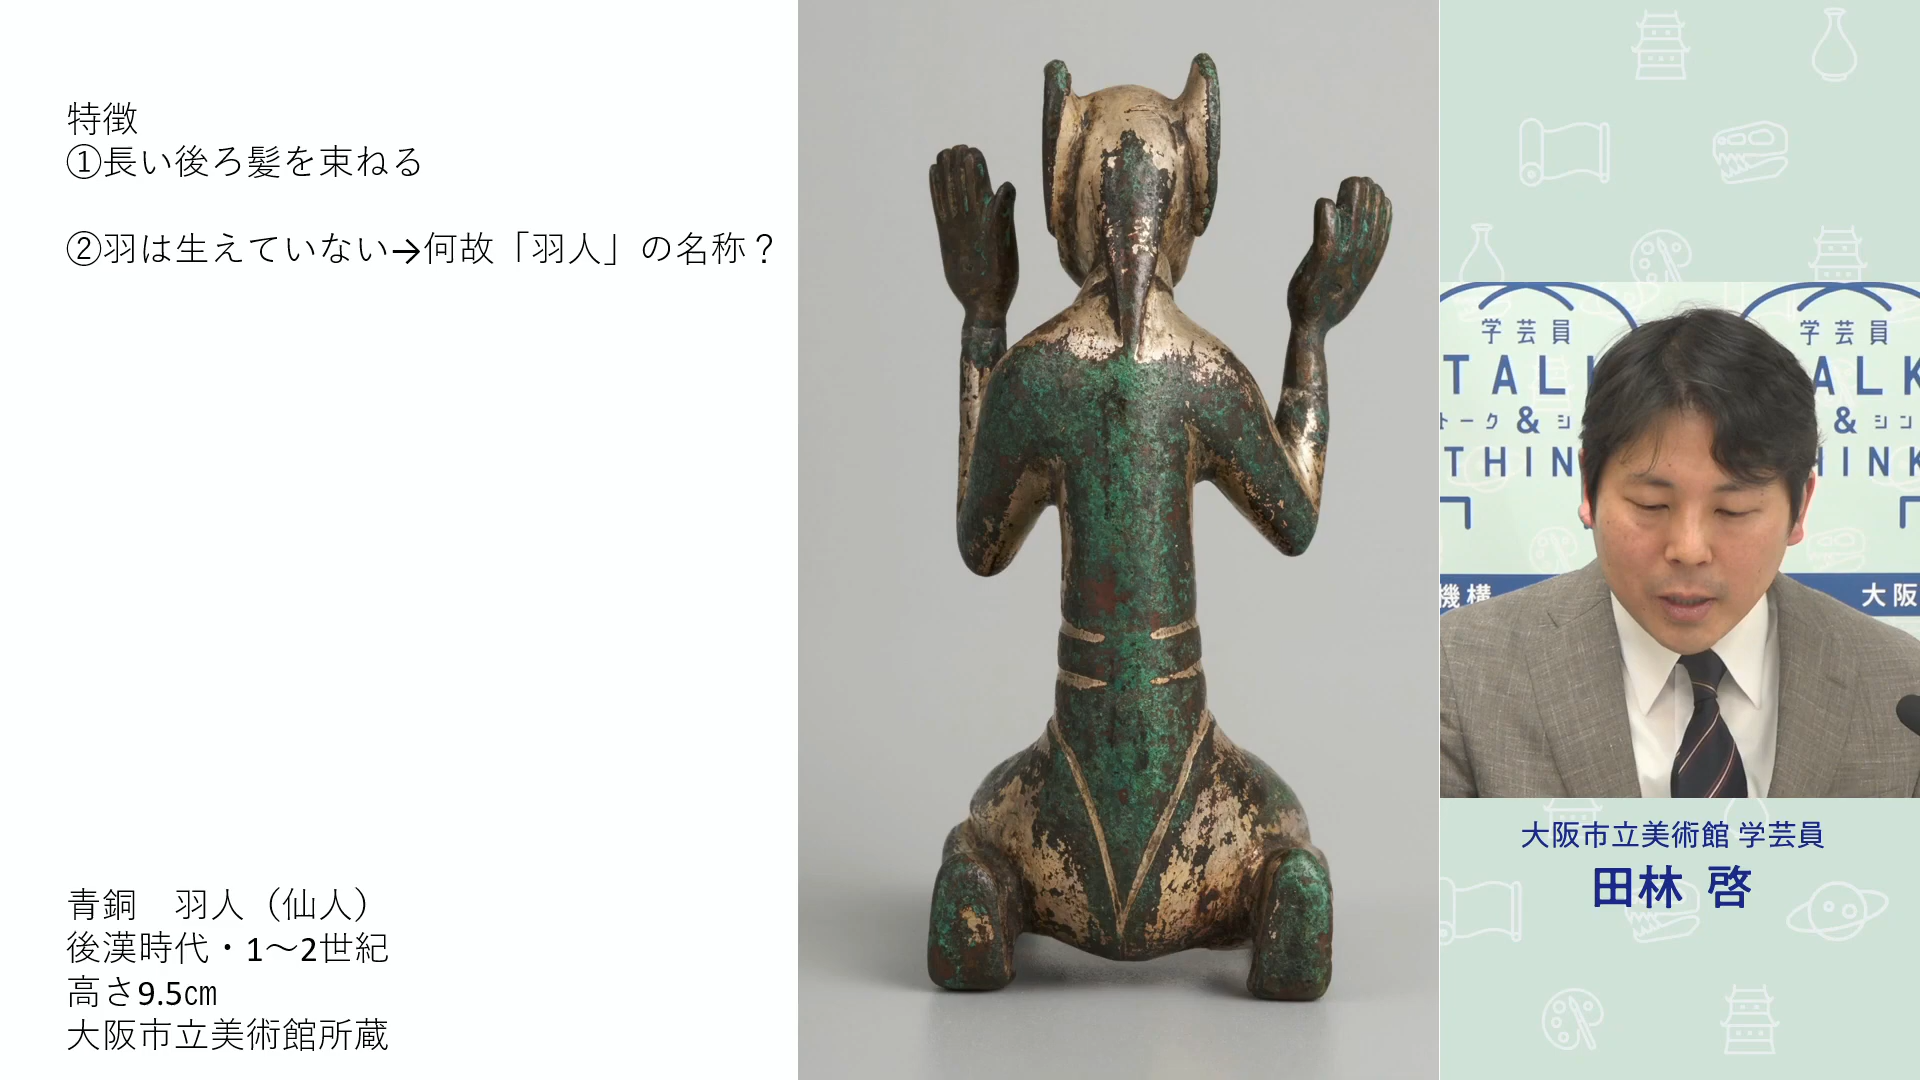 特徴
①長い後ろ髪を束ねる
②羽は生えていない→何故「羽人」の名称？
青銅　羽人（仙人）
後漢時代・1～2世紀
高さ9.5㎝
大阪市立美術館所蔵
学芸員
TALK
トーク & シ
THIN
機構
学芸員
ALK
& シン
HINK
大阪
大阪市立美術館 学芸員
田林 啓